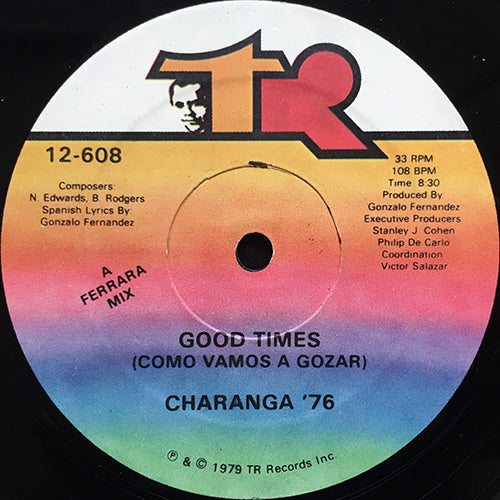 TR
12-608
Composers:
N. Edwards, B. Rodgers
Spanish Lyrics By:
Gonzalo Fernandez
33 RPM
108 BPM
Time: 8:30
Produced By
Gonzalo Fernandez
Executive Producers
Stanley J. Cohen
Philip De Carlo
Coordination
Victor Salazar
A
FERRARA
MIX
GOOD TIMES
(COMO VAMOS A GOZAR)
CHARANGA '76
℗ & © 1979 TR Records Inc.